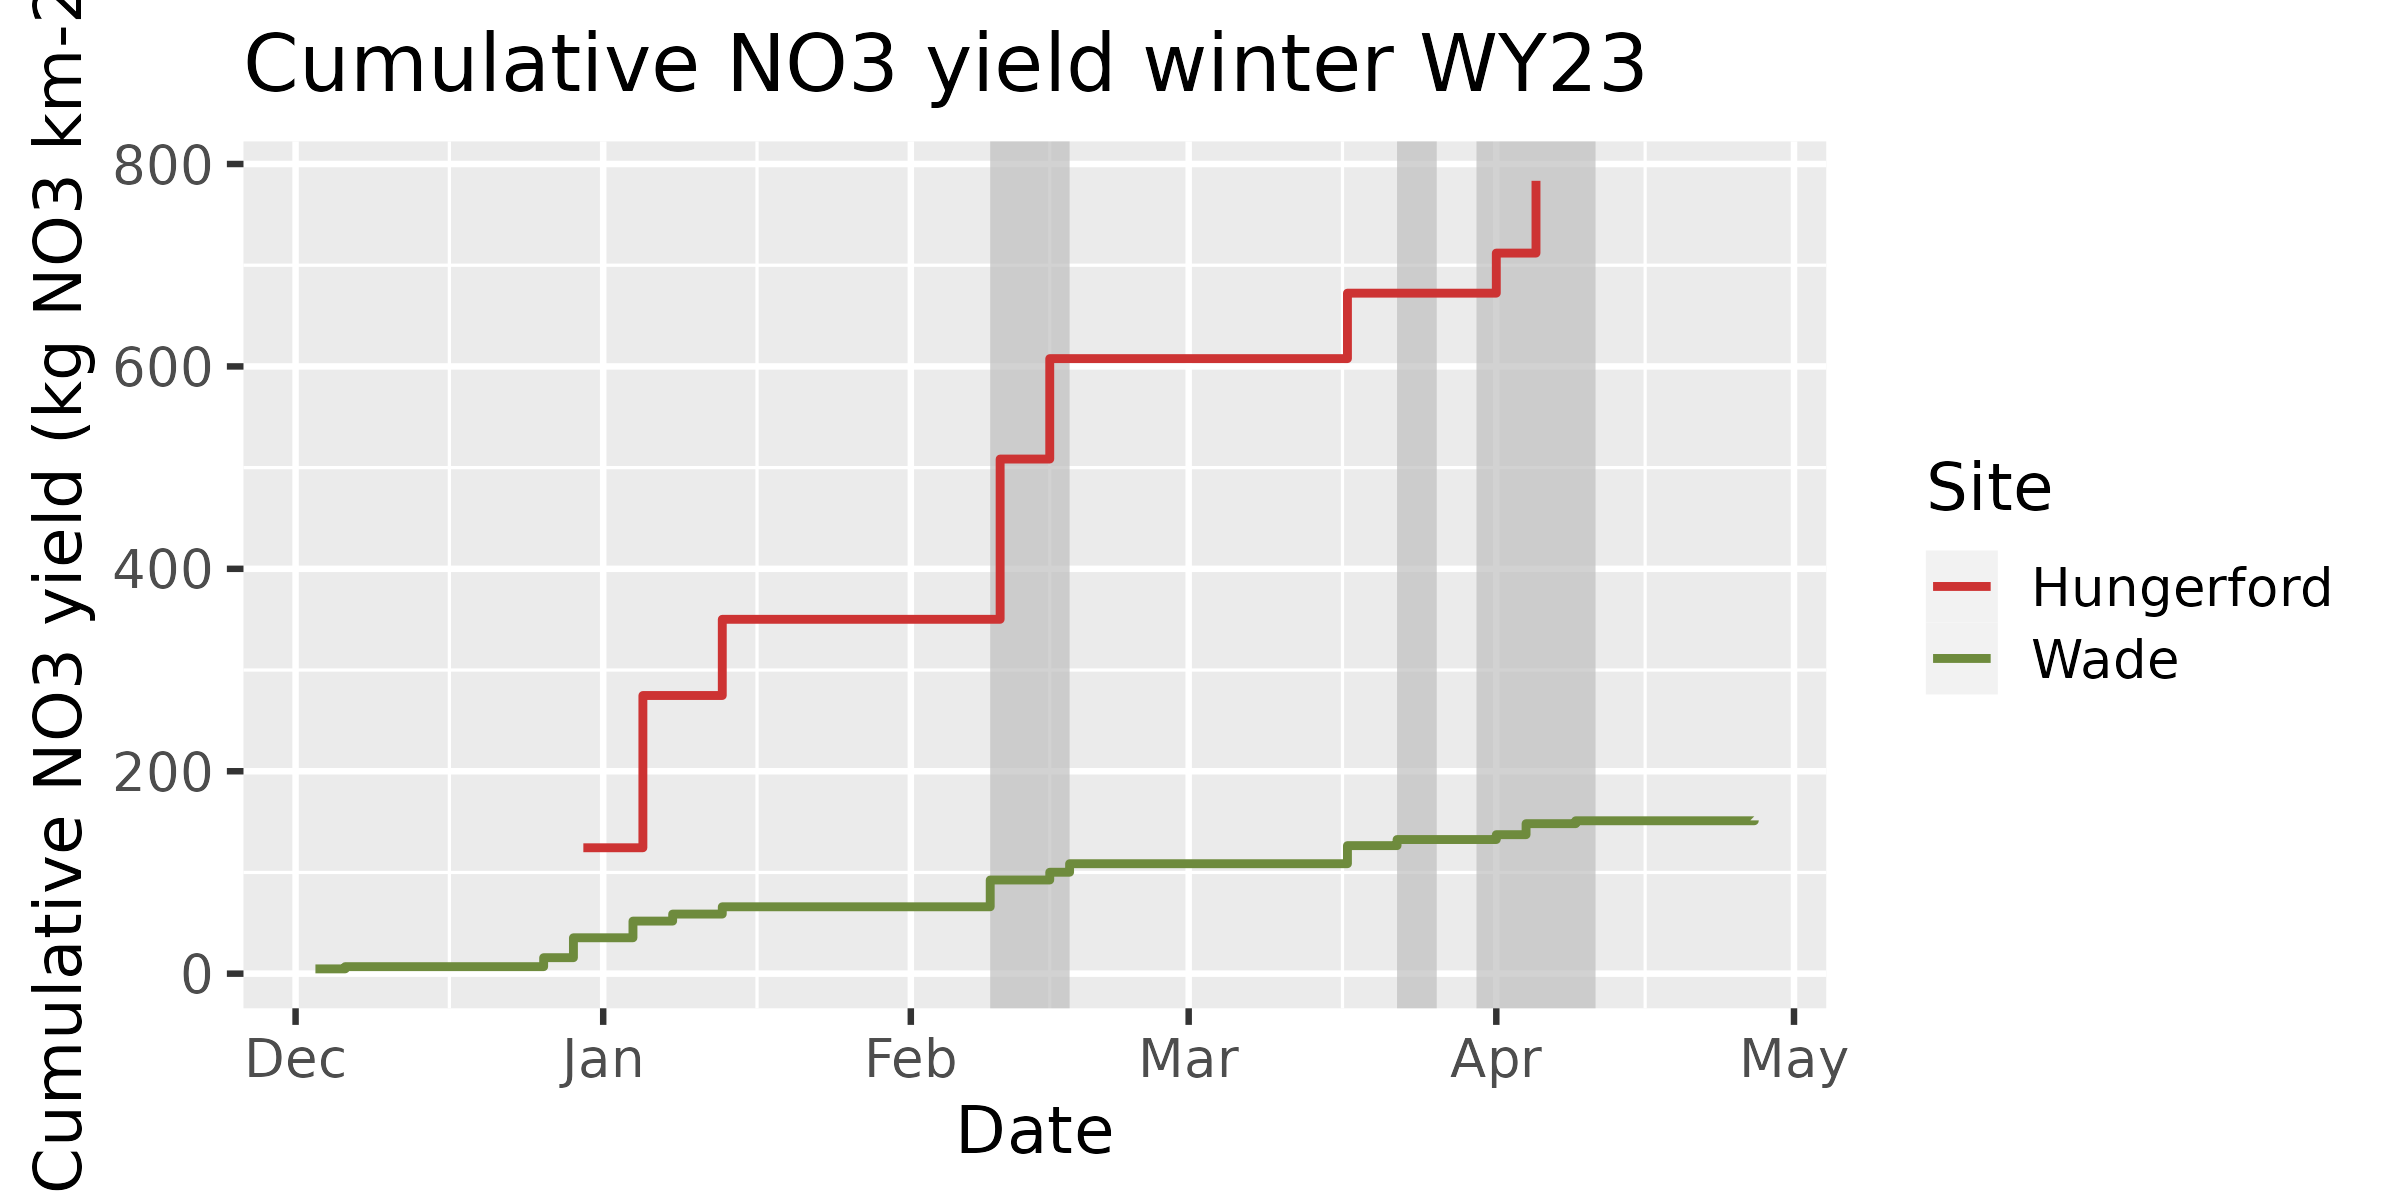 Cumulative NO3 yield winter WY23
Cumulative NO3 yield (kg NO3 km-2
800
600
400
200
0
Dec Jan Feb Mar Apr May
Date
Site
Hungerford
Wade